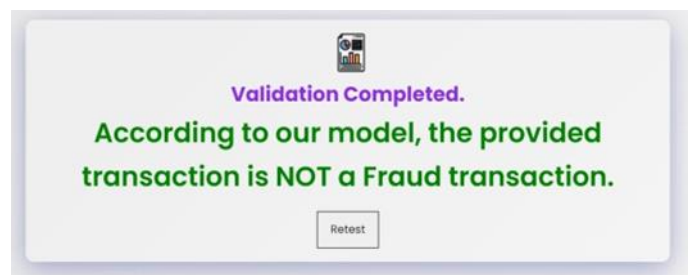 Validation Completed.
According to our model, the provided
transaction is NOT a Fraud transaction.
Retest